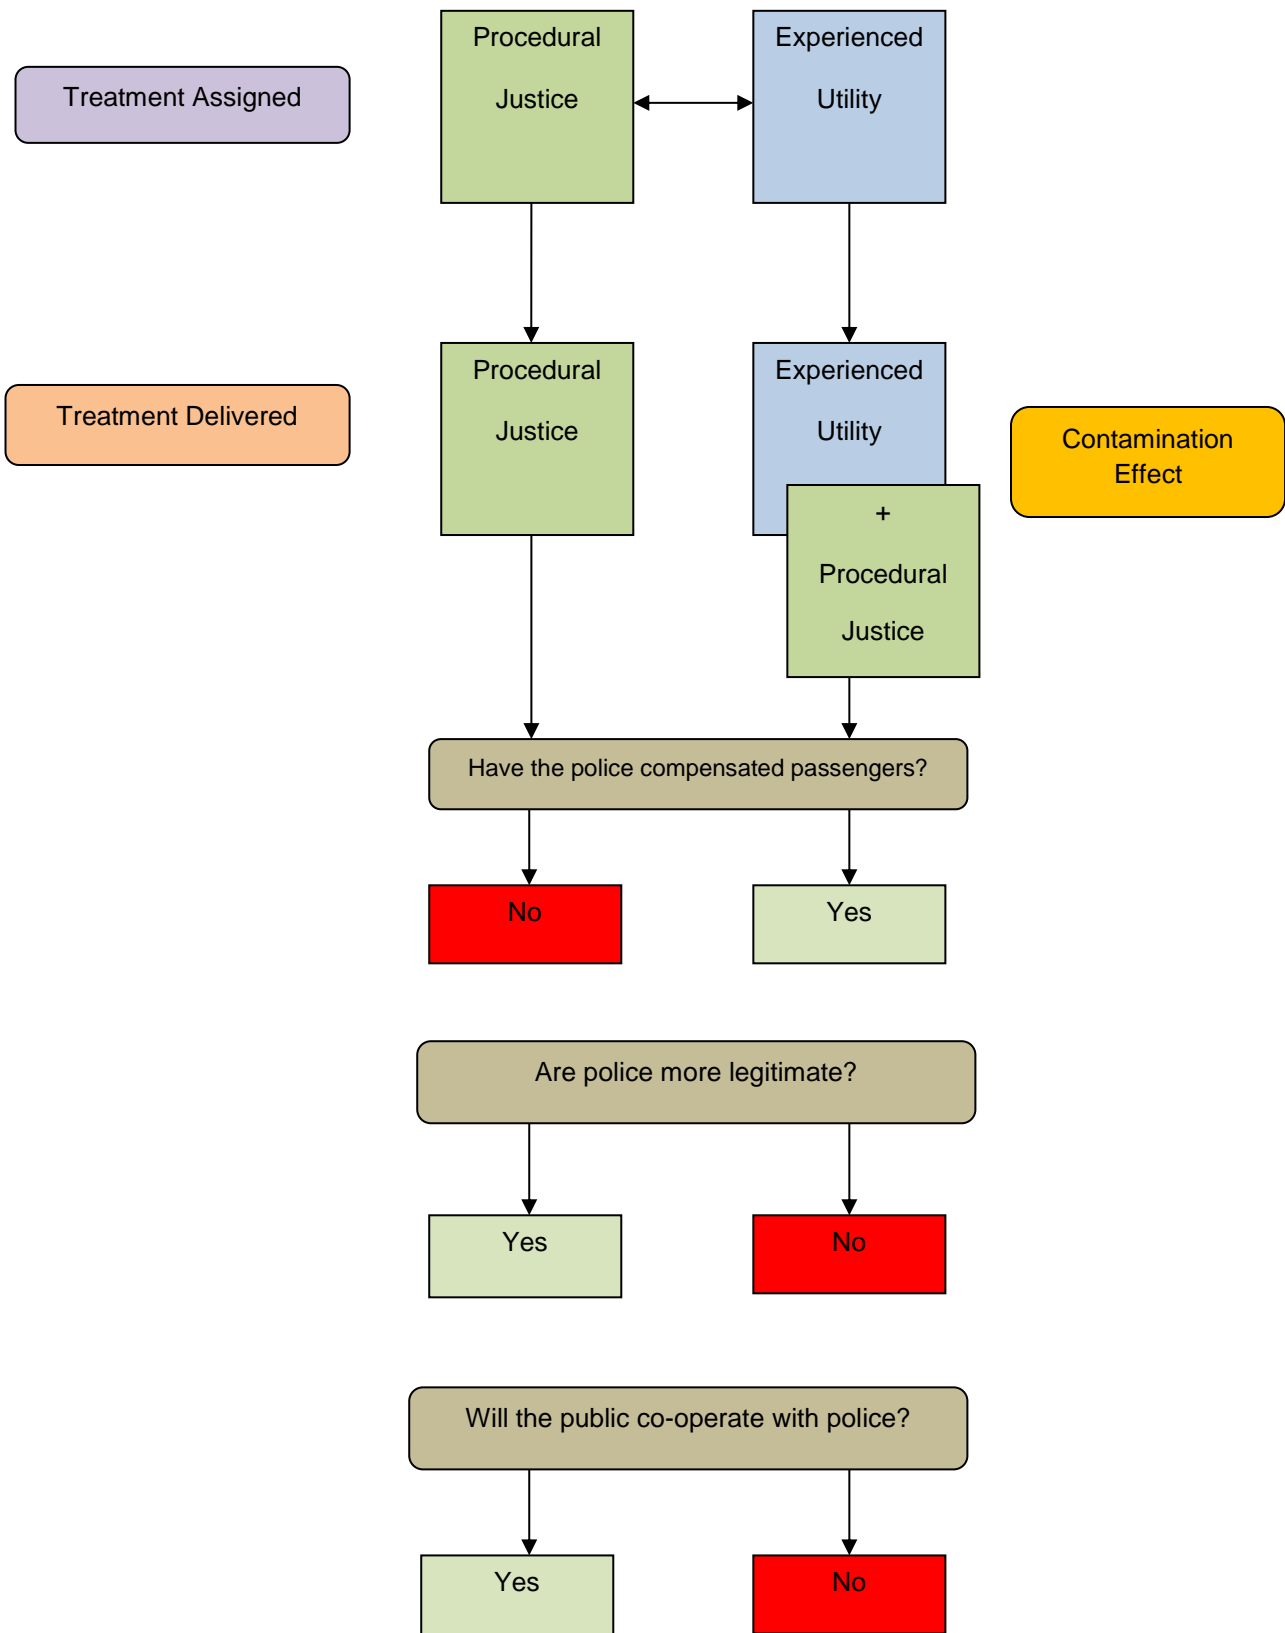 Procedural
Justice
Experienced
Utility
Treatment Assigned
Procedural
Justice
Experienced
Utility
Treatment Delivered
Contamination
Effect
+
Procedural
Justice
Have the police compensated passengers?
No
Yes
Are police more legitimate?
Yes
No
Will the public co-operate with police?
Yes
No